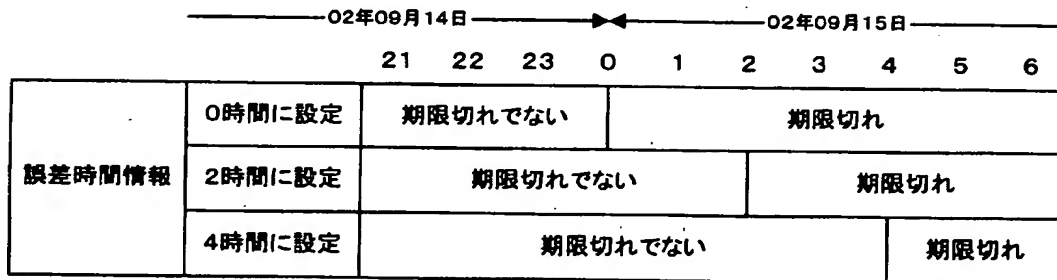 02年09月14日 02年09月15日
21 22 23 0 1 2 3 4 5 6
誤差時間情報
0時間に設定 期限切れでない 期限切れ
2時間に設定 期限切れでない 期限切れ
4時間に設定 期限切れでない 期限切れ